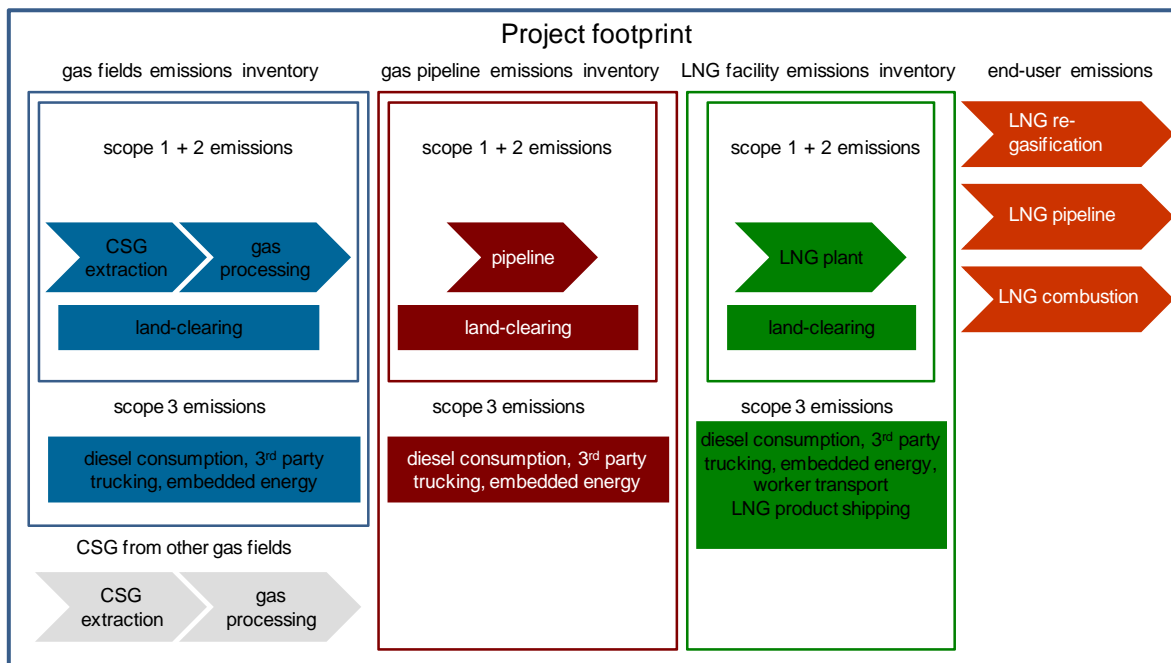 Project footprint
gas fields emissions inventory
gas pipeline emissions inventory
LNG facility emissions inventory
end-user emissions
scope 1 + 2 emissions
CSG
extraction
gas
processing
land-clearing
scope 3 emissions
diesel consumption, 3rd party
trucking, embedded energy
CSG from other gas fields
CSG
extraction
gas
processing
scope 1 + 2 emissions
pipeline
land-clearing
scope 3 emissions
diesel consumption, 3rd party
trucking, embedded energy
scope 1 + 2 emissions
LNG plant
land-clearing
scope 3 emissions
diesel consumption, 3rd party
trucking, embedded energy,
worker transport
LNG product shipping
LNG re-
gasification
LNG pipeline
LNG combustion